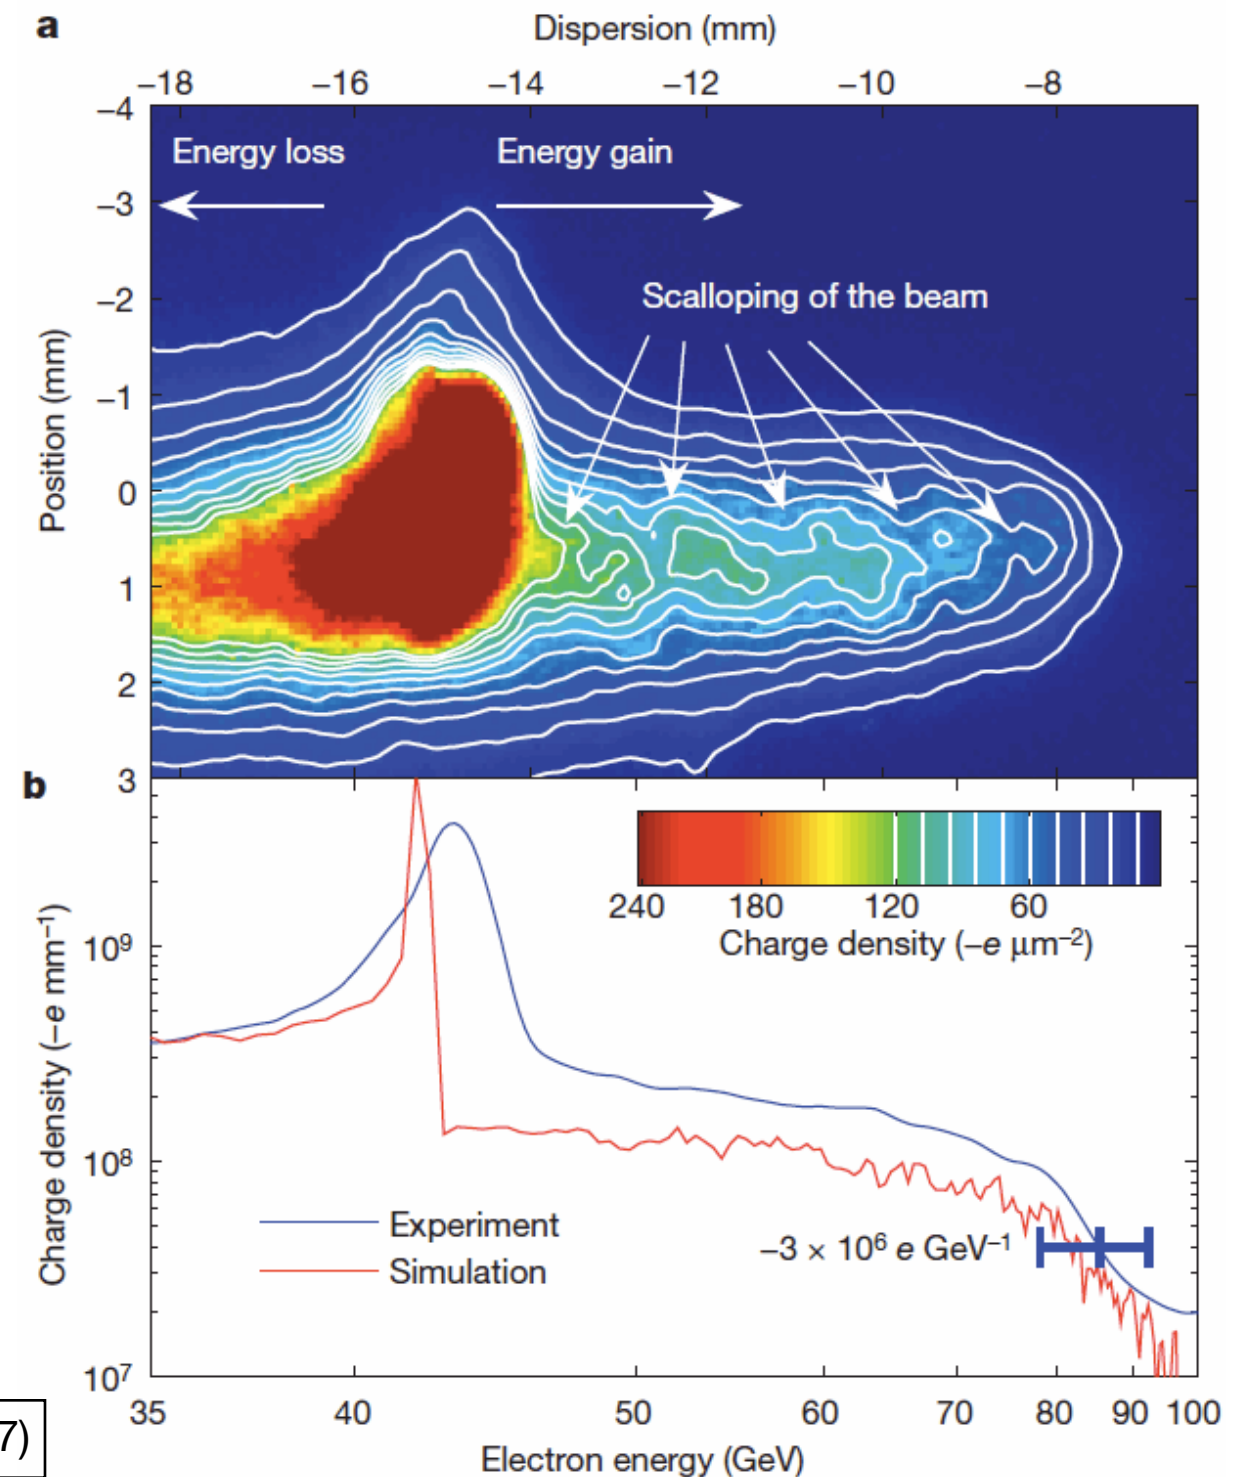 a
Dispersion (mm)
–18 –16 –14 –12 –10 –8
–4
Energy loss Energy gain
–3
Scalloping of the beam
–2
–1
Position (mm)
0
1
2
3
b
240 180 120 60
Charge density (–e μm⁻²)
10⁹
Charge density (–e mm⁻¹)
10⁸
Experiment
–3 × 10⁶ e GeV⁻¹
Simulation
10⁷
35 40 50 60 70 80 90 100
7)
Electron energy (GeV)